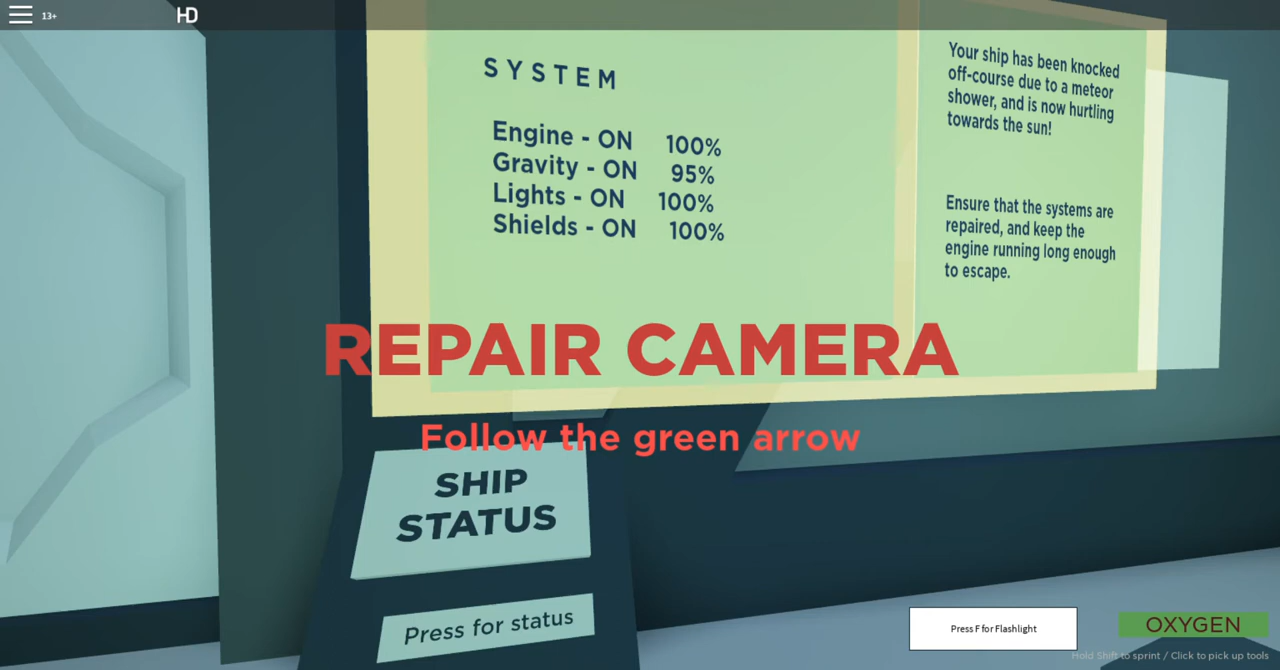 13+
HD
SYSTEM
Engine - ON 100%
Gravity - ON 95%
Lights - ON 100%
Shields - ON 100%
Your ship has been knocked
off-course due to a meteor
shower, and is now hurtling
towards the sun!
Ensure that the systems are
repaired, and keep the
engine running long enough
to escape.
REPAIR CAMERA
Follow the green arrow
SHIP
STATUS
Press for status
Press F for Flashlight
OXYGEN
Hold Shift to sprint / Click to pick up tools